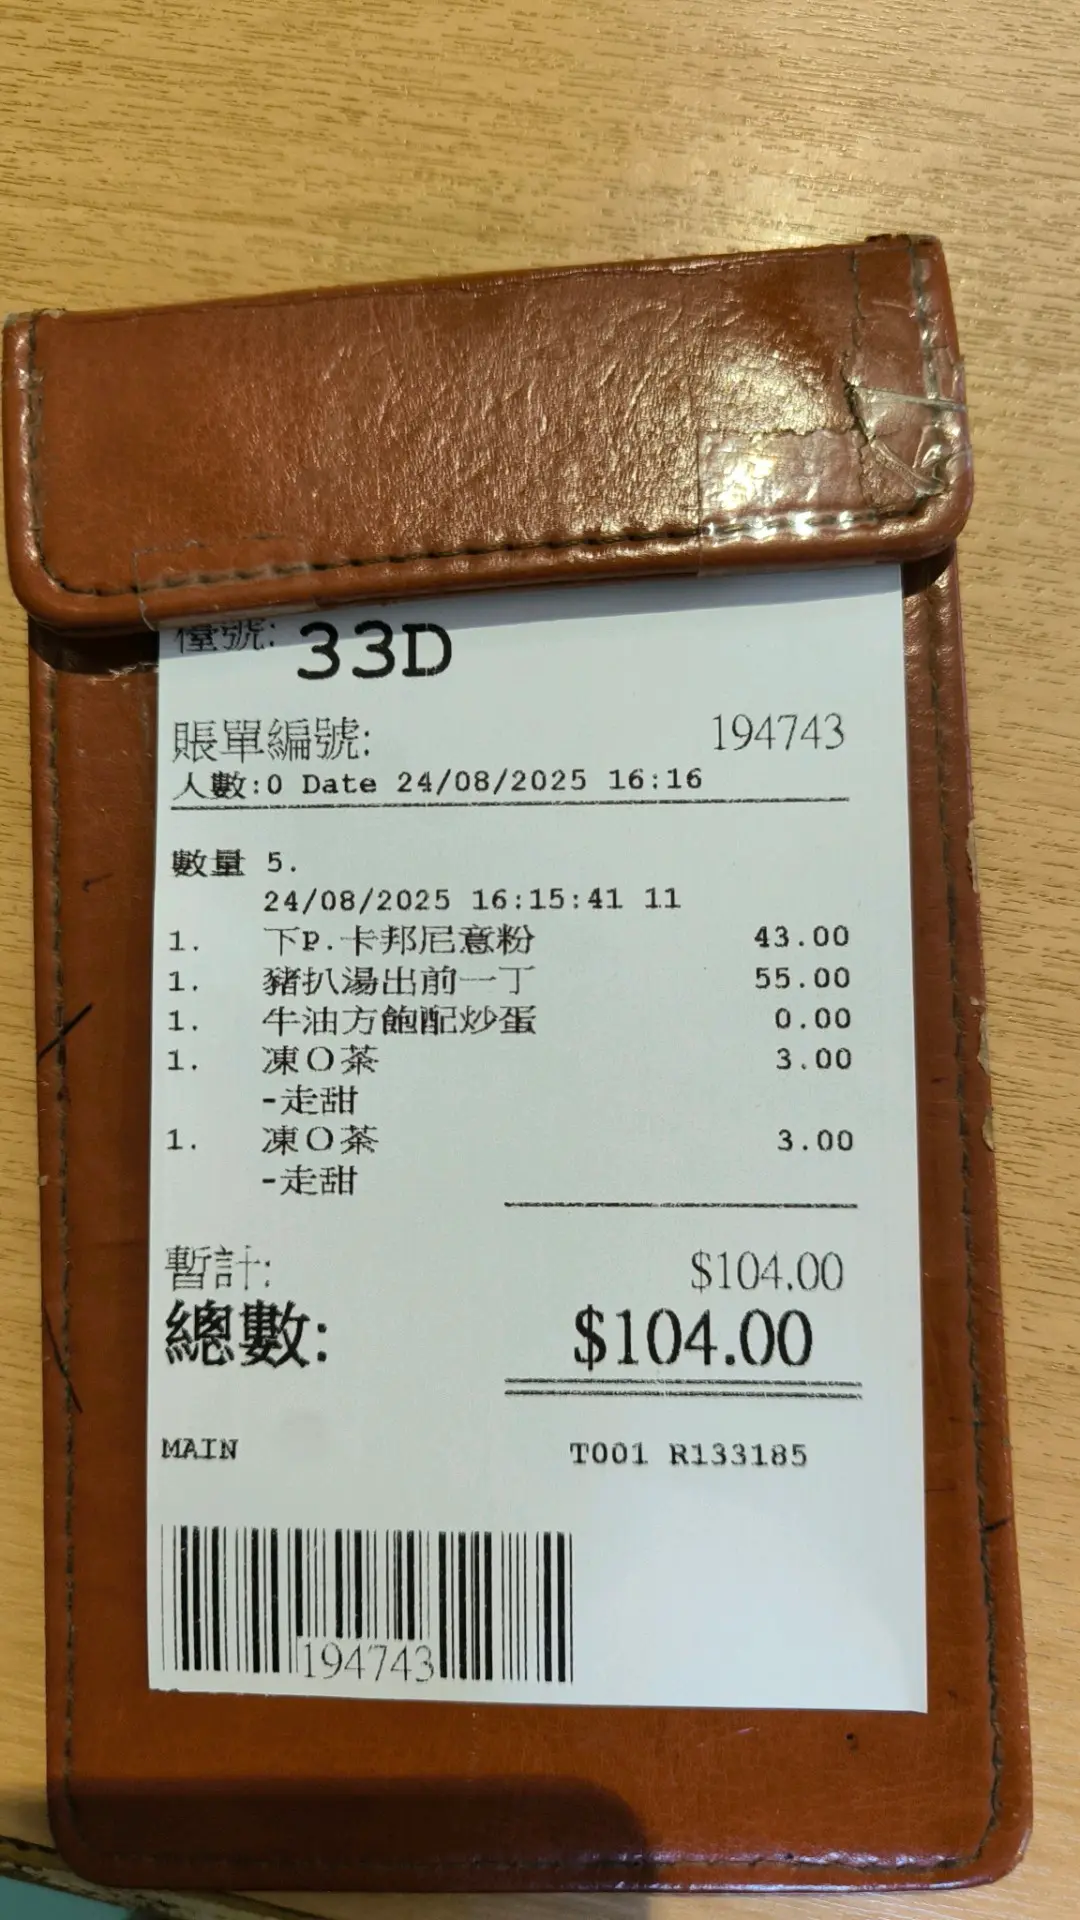 檯號: 33D
賬單編號: 194743
人數:0 Date 24/08/2025 16:16
數量 5.
24/08/2025 16:15:41 11
1. 下P.卡邦尼意粉 43.00
1. 豬扒湯出前一丁 55.00
1. 牛油方飽配炒蛋 0.00
1. 凍O茶 3.00
-走甜
1. 凍O茶 3.00
-走甜
暫計: $104.00
總數: $104.00
MAIN T001 R133185
194743